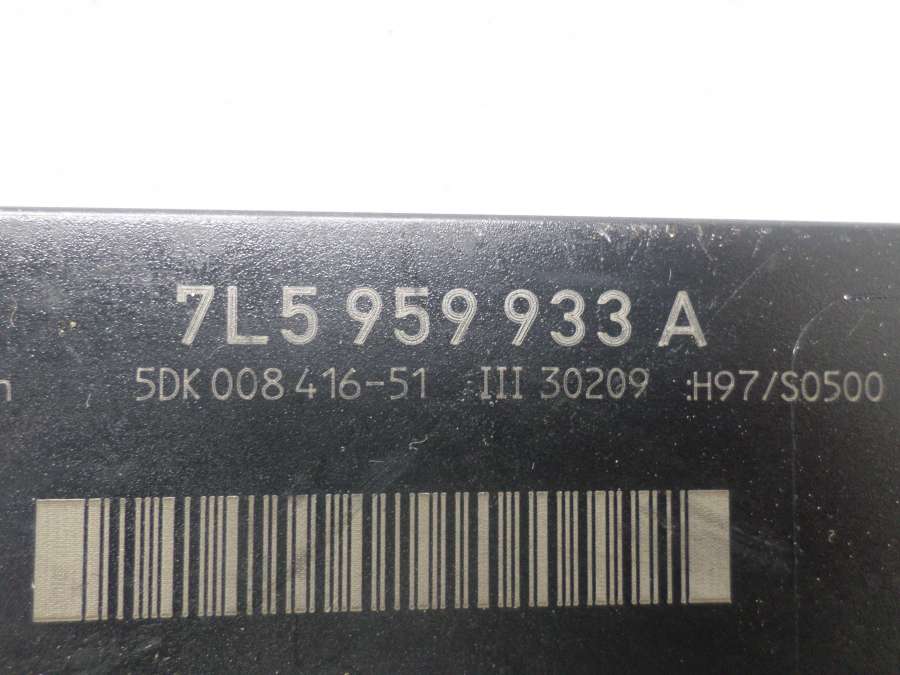 7L5 959 933 A
5DK 008 416-51 III 30209 :H97/S0500